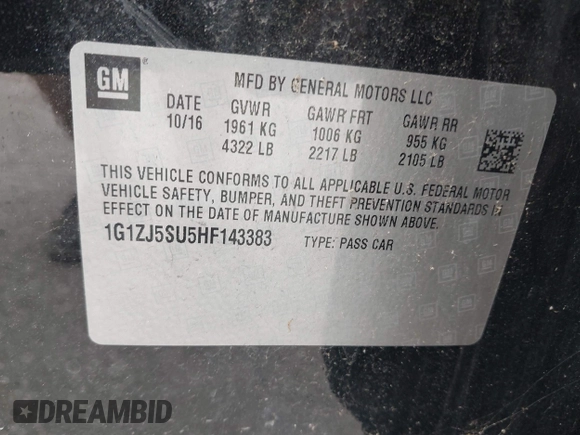 GM
MFD BY GENERAL MOTORS LLC
DATE GVWR GAWR FRT GAWR RR
10/16 1961 KG 1006 KG 955 KG
4322 LB 2217 LB 2105 LB
THIS VEHICLE CONFORMS TO ALL APPLICABLE U.S. FEDERAL MOTOR
VEHICLE SAFETY, BUMPER, AND THEFT PREVENTION STANDARDS IN
EFFECT ON THE DATE OF MANUFACTURE SHOWN ABOVE.
1G1ZJ5SU5HF143383 TYPE: PASS CAR
DREAMBID